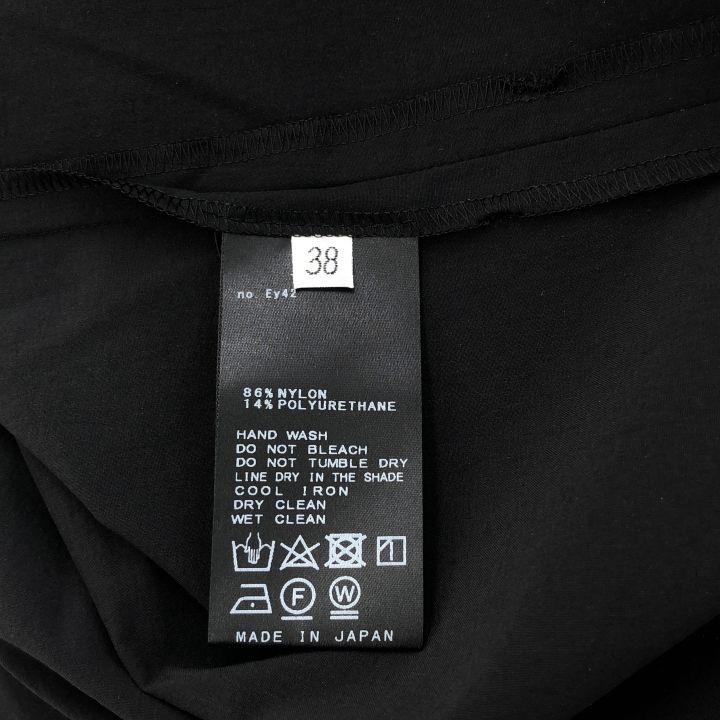 38
no. Ey42
86% NYLON
14% POLYURETHANE
HAND WASH
DO NOT BLEACH
DO NOT TUMBLE DRY
LINE DRY IN THE SHADE
COOL IRON
DRY CLEAN
WET CLEAN
F W
MADE IN JAPAN